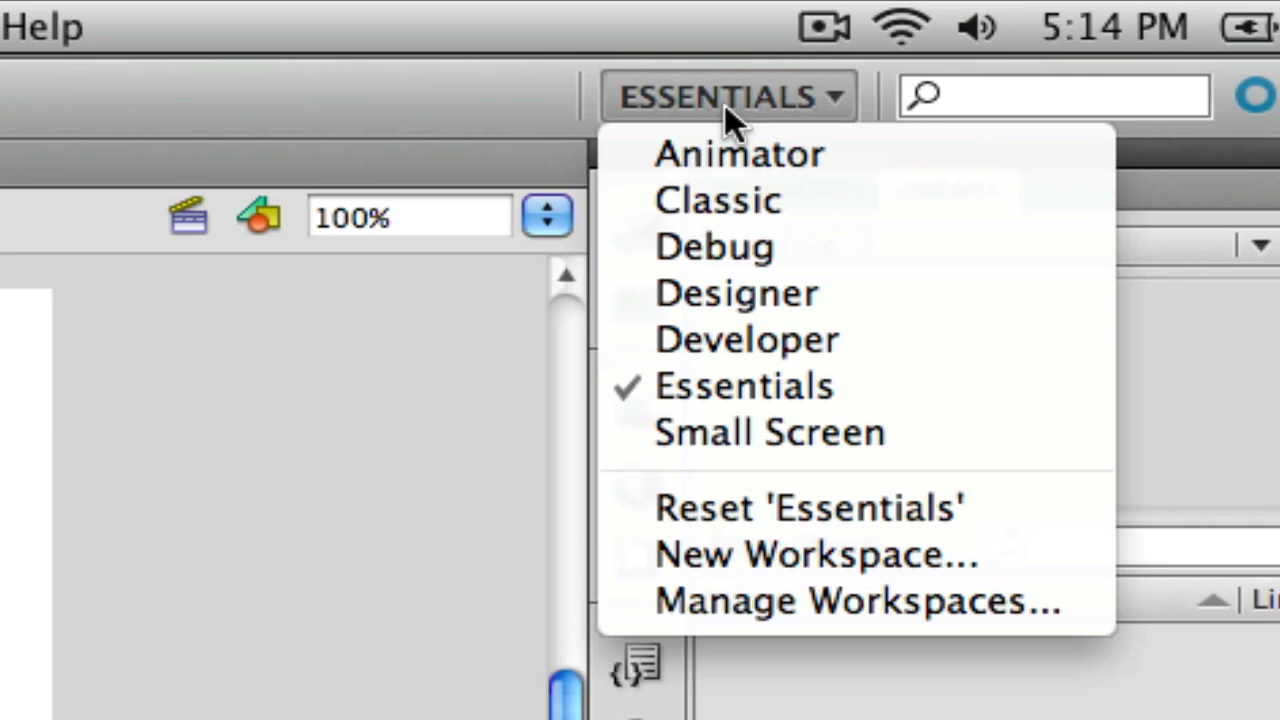 Help 5:14 PM
ESSENTIALS
100%
Animator
Classic
Debug
Designer
Developer
Essentials
Small Screen
Reset 'Essentials'
New Workspace...
Manage Workspaces...